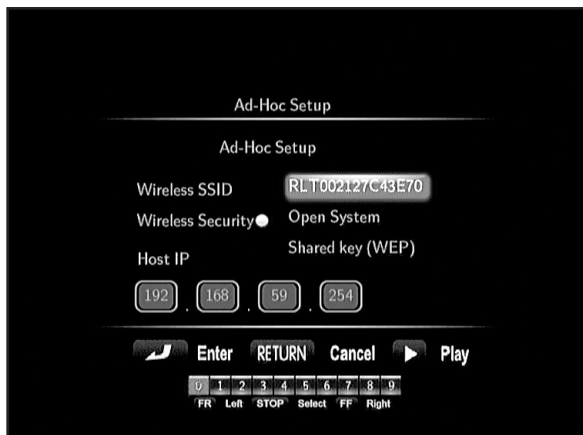 Ad-Hoc Setup
Ad-Hoc Setup
Wireless SSID RLT002127C43E70
Wireless Security Open System
Shared key (WEP)
Host IP
192 . 168 . 59 . 254
Enter RETURN Cancel Play
0 1 2 3 4 5 6 7 8 9
FR Left STOP Select FF Right